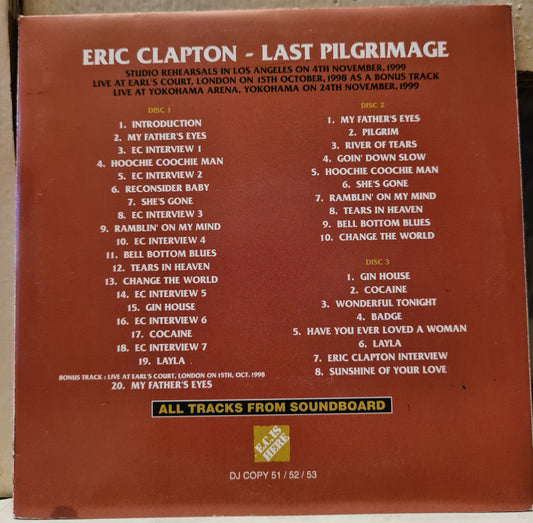 ERIC CLAPTON - LAST PILGRIMAGE
STUDIO REHEARSALS IN LOS ANGELES ON 4TH NOVEMBER, 1999
LIVE AT EARL'S COURT, LONDON ON 15TH OCTOBER, 1998 AS A BONUS TRACK
LIVE AT YOKOHAMA ARENA, YOKOHAMA ON 24TH NOVEMBER, 1999
DISC 1
1. INTRODUCTION
2. MY FATHER'S EYES
3. EC INTERVIEW 1
4. HOOCHIE COOCHIE MAN
5. EC INTERVIEW 2
6. RECONSIDER BABY
7. SHE'S GONE
8. EC INTERVIEW 3
9. RAMBLIN' ON MY MIND
10. EC INTERVIEW 4
11. BELL BOTTOM BLUES
12. TEARS IN HEAVEN
13. CHANGE THE WORLD
14. EC INTERVIEW 5
15. GIN HOUSE
16. EC INTERVIEW 6
17. COCAINE
18. EC INTERVIEW 7
19. LAYLA
BONUS TRACK : LIVE AT EARL'S COURT, LONDON ON 15TH, OCT. 1998
20. MY FATHER'S EYES
DISC 2
1. MY FATHER'S EYES
2. PILGRIM
3. RIVER OF TEARS
4. GOIN' DOWN SLOW
5. HOOCHIE COOCHIE MAN
6. SHE'S GONE
7. RAMBLIN' ON MY MIND
8. TEARS IN HEAVEN
9. BELL BOTTOM BLUES
10. CHANGE THE WORLD
DISC 3
1. GIN HOUSE
2. COCAINE
3. WONDERFUL TONIGHT
4. BADGE
5. HAVE YOU EVER LOVED A WOMAN
6. LAYLA
7. ERIC CLAPTON INTERVIEW
8. SUNSHINE OF YOUR LOVE
ALL TRACKS FROM SOUNDBOARD
E.C. IS
HERE
DJ COPY 51 / 52 / 53